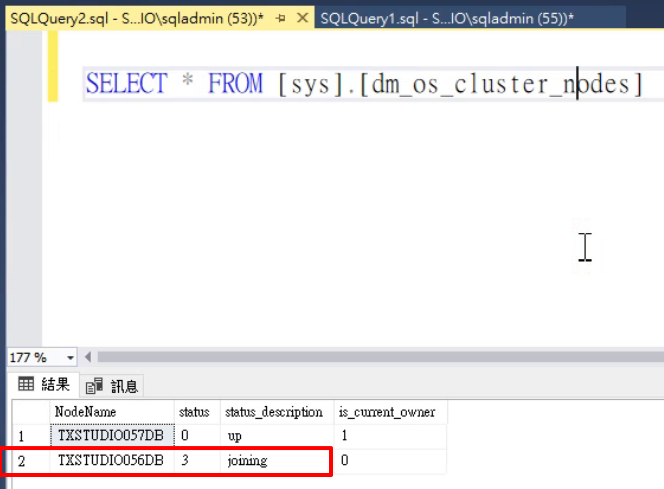 SQLQuery2.sql - S...IO\sqladmin (53))* SQLQuery1.sql - S...IO\sqladmin (55))*
SELECT * FROM [sys].[dm_os_cluster_nodes]
177 %
結果 訊息
NodeName status status_description is_current_owner
1 TXSTUDIO057DB 0 up 1
2 TXSTUDIO056DB 3 joining 0